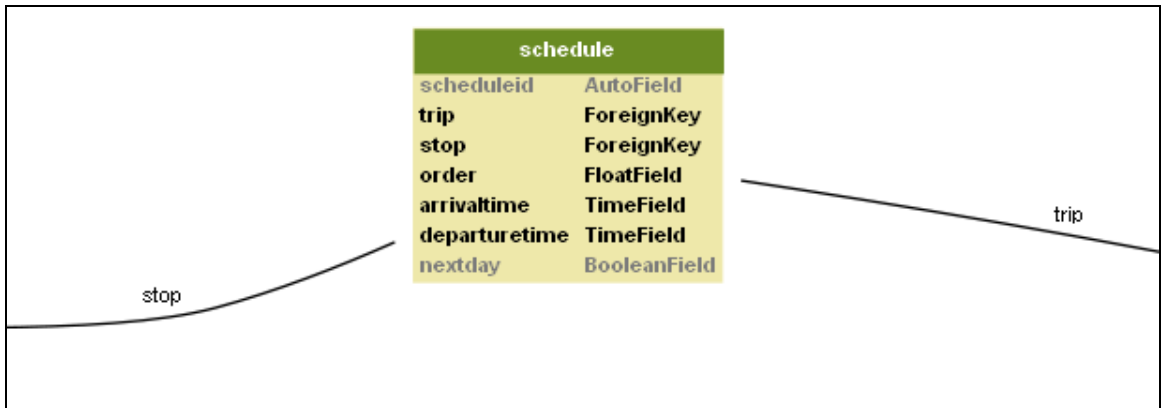 schedule
scheduleid AutoField
trip ForeignKey
stop ForeignKey
order FloatField
arrivaltime TimeField
departuretime TimeField
nextday BooleanField
trip
stop